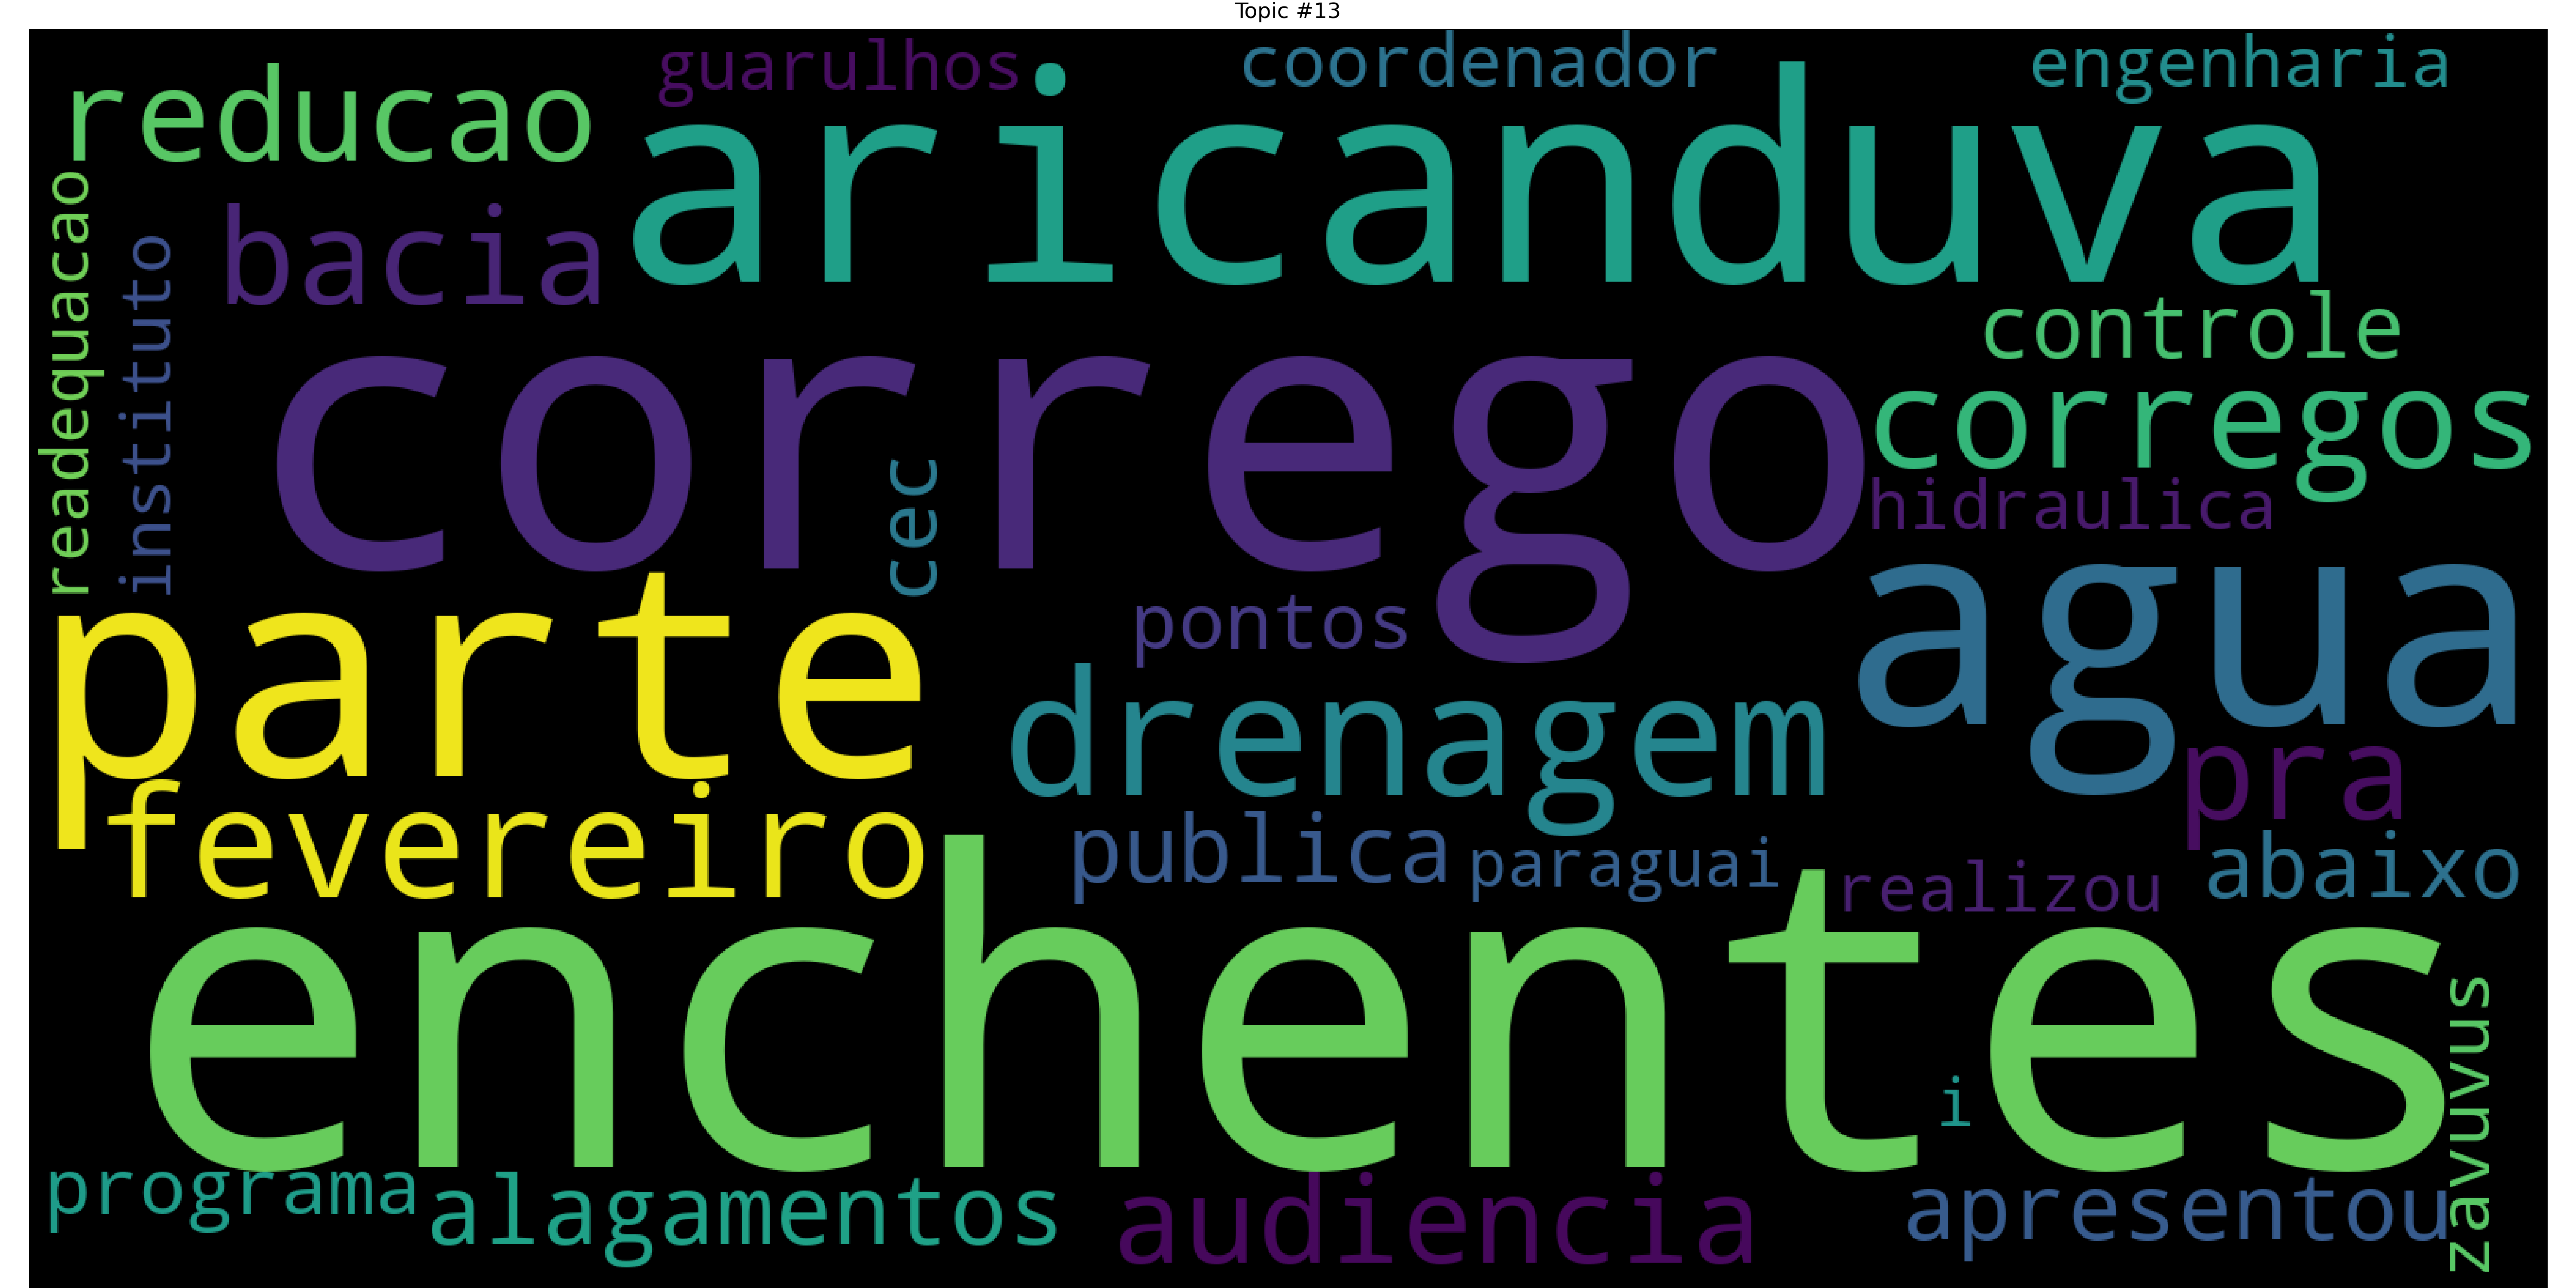 Topic #13
guarulhos
coordenador
engenharia
reducao
aricanduva
readequacao
instituto
bacia
controle
corrego
corregos
cec
hidraulica
parte
pontos
agua
drenagem
pra
fevereiro
publica
paraguai
realizou
abaixo
enchentes
i
zavuvus
programa
alagamentos
audiencia
apresentou